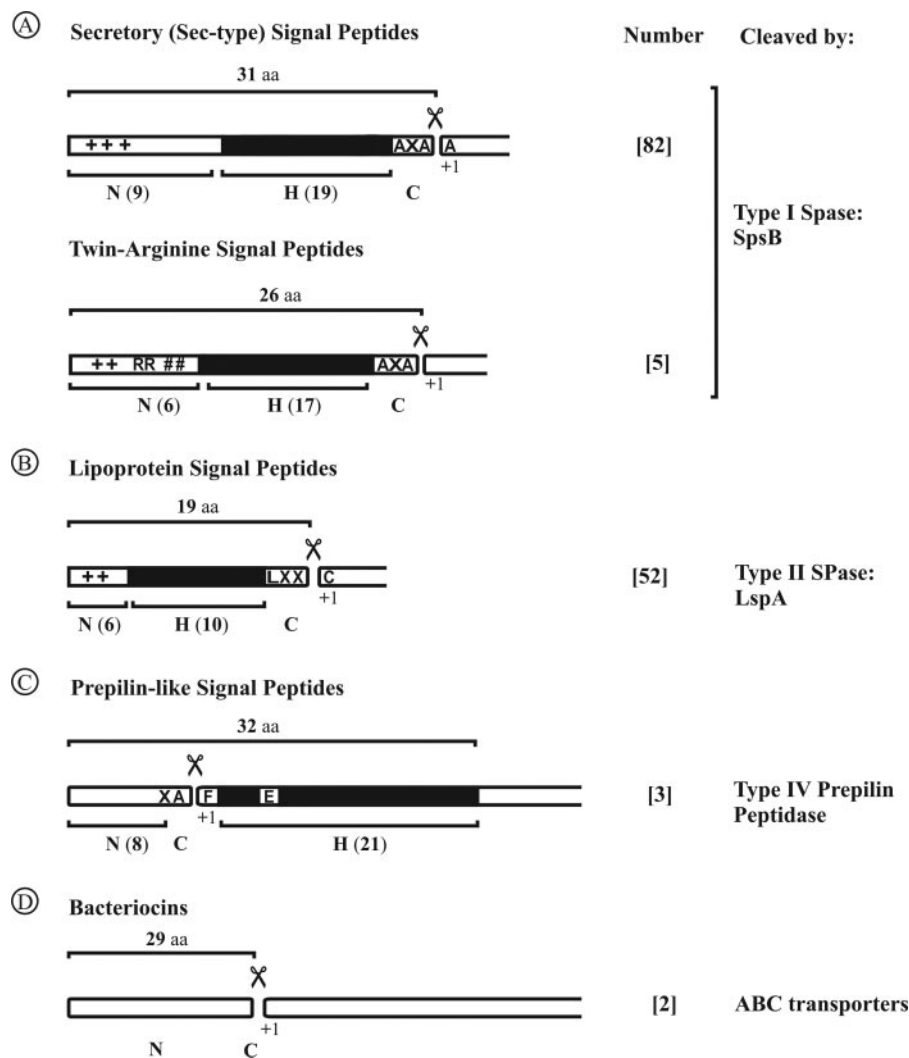 A Secretory (Sec-type) Signal Peptides Number Cleaved by:
31 aa
+ + + AXA A [82]
+1
N (9) H (19) C
Type I Spase:
SpsB
Twin-Arginine Signal Peptides
26 aa
++ RR ## AXA [5]
+1
N (6) H (17) C
B Lipoprotein Signal Peptides
19 aa
++ LXX C [52] Type II SPase:
+1 LspA
N (6) H (10) C
C Prepilin-like Signal Peptides
32 aa
XA F E [3] Type IV Prepilin
+1 Peptidase
N (8) C H (21)
D Bacteriocins
29 aa
[2] ABC transporters
+1
N C